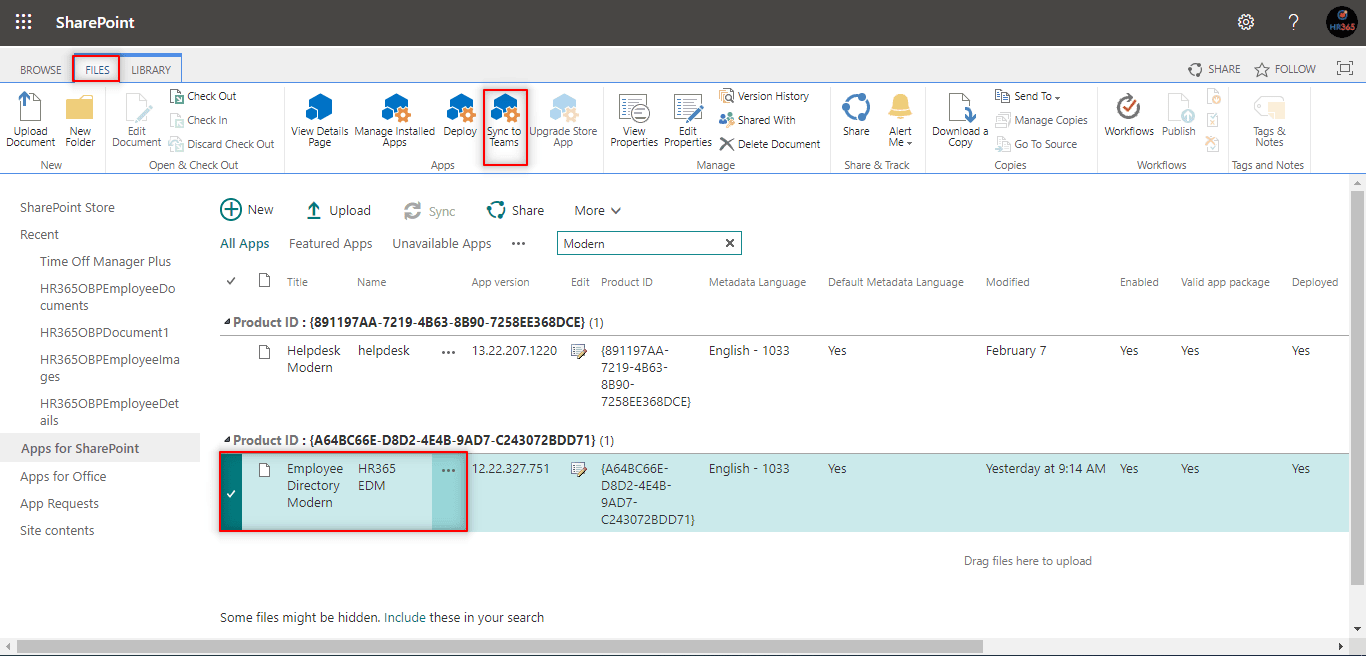 SharePoint
HR365
BROWSE
FILES
LIBRARY
SHARE
FOLLOW
Upload
Document
New
Folder
New
Edit
Document
Check Out
Check In
Discard Check Out
Open & Check Out
View Details
Page
Manage Installed
Apps
Deploy
Sync to
Teams
Upgrade Store
App
Apps
View
Properties
Edit
Properties
Version History
Shared With
Delete Document
Manage
Share
Alert
Me
Share & Track
Download a
Copy
Send To
Manage Copies
Go To Source
Copies
Workflows
Publish
Workflows
Tags &
Notes
Tags and Notes
SharePoint Store
Recent
Time Off Manager Plus
HR365OBPEmployeeDo
cuments
HR365OBPDocument1
HR365OBPEmployeeIma
ges
HR365OBPEmployeeDet
ails
Apps for SharePoint
Apps for Office
App Requests
Site contents
New
Upload
Sync
Share
More
All Apps
Featured Apps
Unavailable Apps
Modern
Title
Name
App version
Edit
Product ID
Metadata Language
Default Metadata Language
Modified
Enabled
Valid app package
Deployed
Product ID : {891197AA-7219-4B63-8B90-7258EE368DCE} (1)
Helpdesk
Modern
helpdesk
13.22.207.1220
{891197AA-
7219-4B63-
8B90-
7258EE368DCE}
English - 1033
Yes
February 7
Yes
Yes
Yes
Product ID : {A64BC66E-D8D2-4E4B-9AD7-C243072BDD71} (1)
Employee
Directory
Modern
HR365
EDM
12.22.327.751
{A64BC66E-
D8D2-4E4B-
9AD7-
C243072BDD71}
English - 1033
Yes
Yesterday at 9:14 AM
Yes
Yes
Yes
Drag files here to upload
Some files might be hidden. Include these in your search